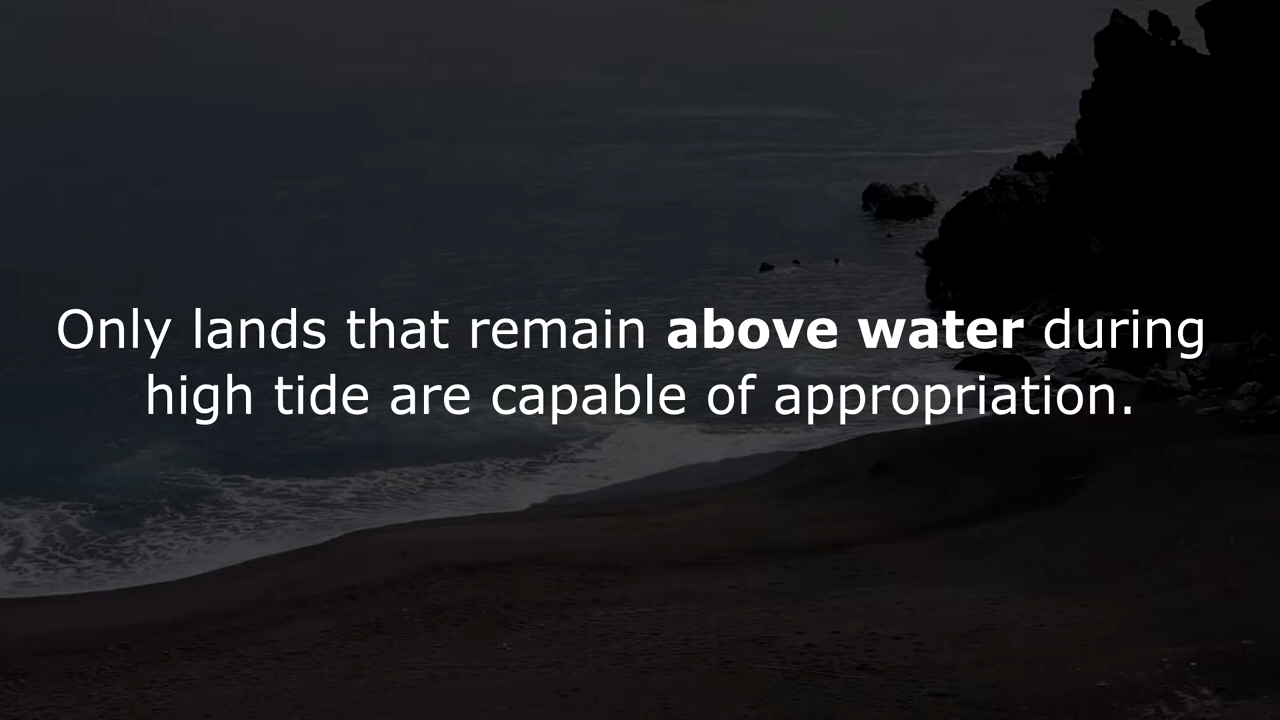 Only lands that remain above water during
high tide are capable of appropriation.